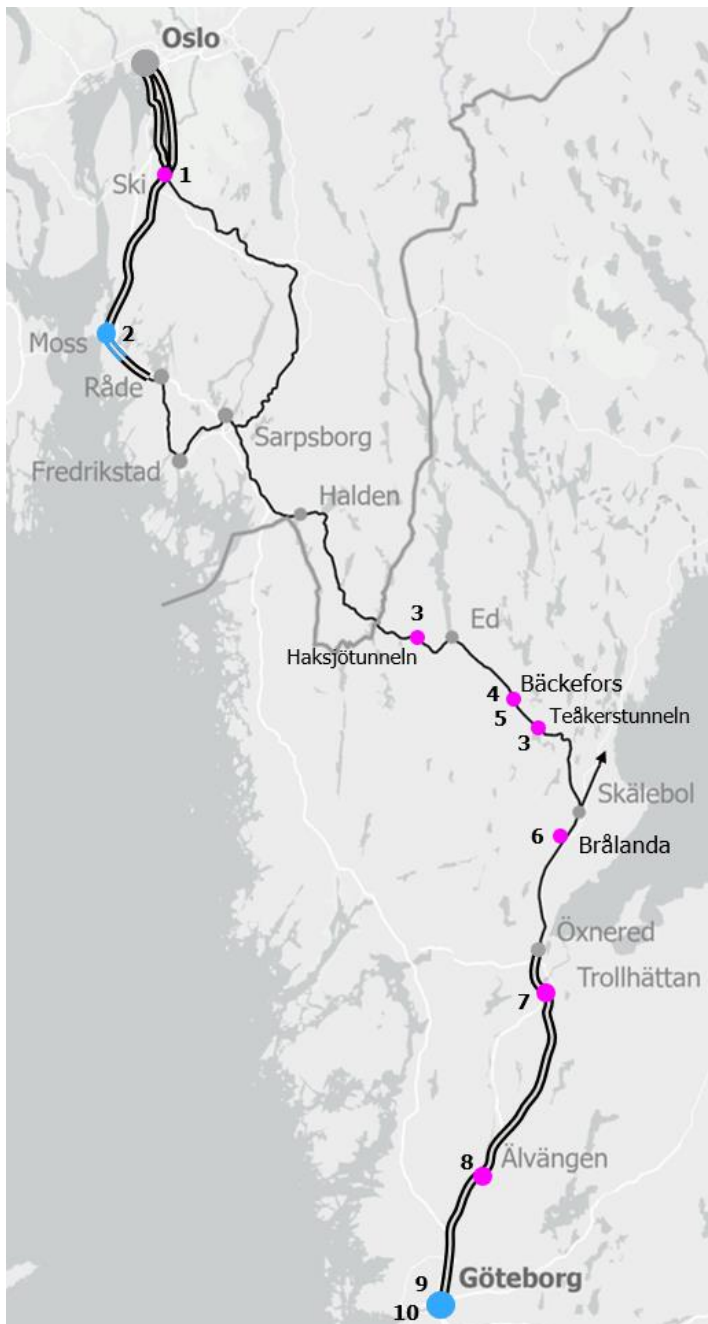 Oslo
Ski 1
Moss 2
Råde
Sarpsborg
Fredrikstad
Halden
3
Ed
Haksjötunneln
4 Bäckefors
5 Teåkerstunneln
3
Skälebol
6 Brålanda
Öxnered
Trollhättan
7
8 Älvängen
9 Göteborg
10